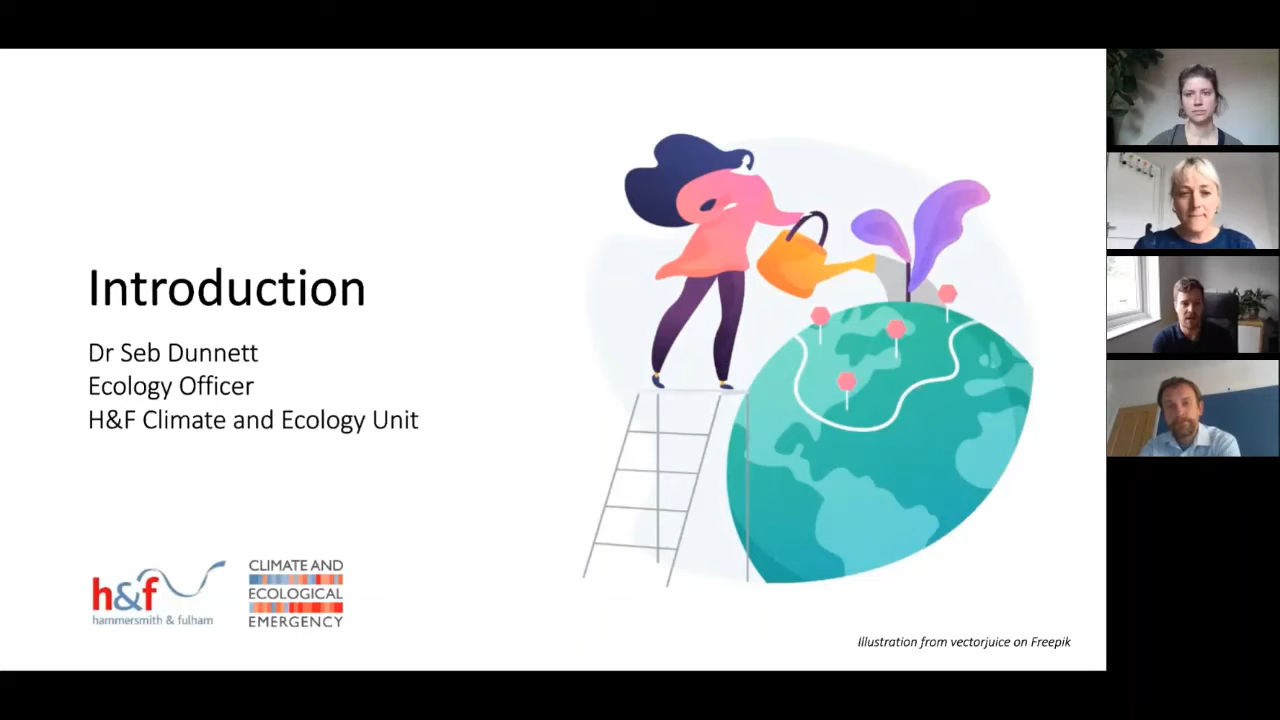 Introduction
Dr Seb Dunnett
Ecology Officer
H&F Climate and Ecology Unit
h&f
hammersmith & fulham
CLIMATE AND
ECOLOGICAL
EMERGENCY
Illustration from vectorjuice on Freepik